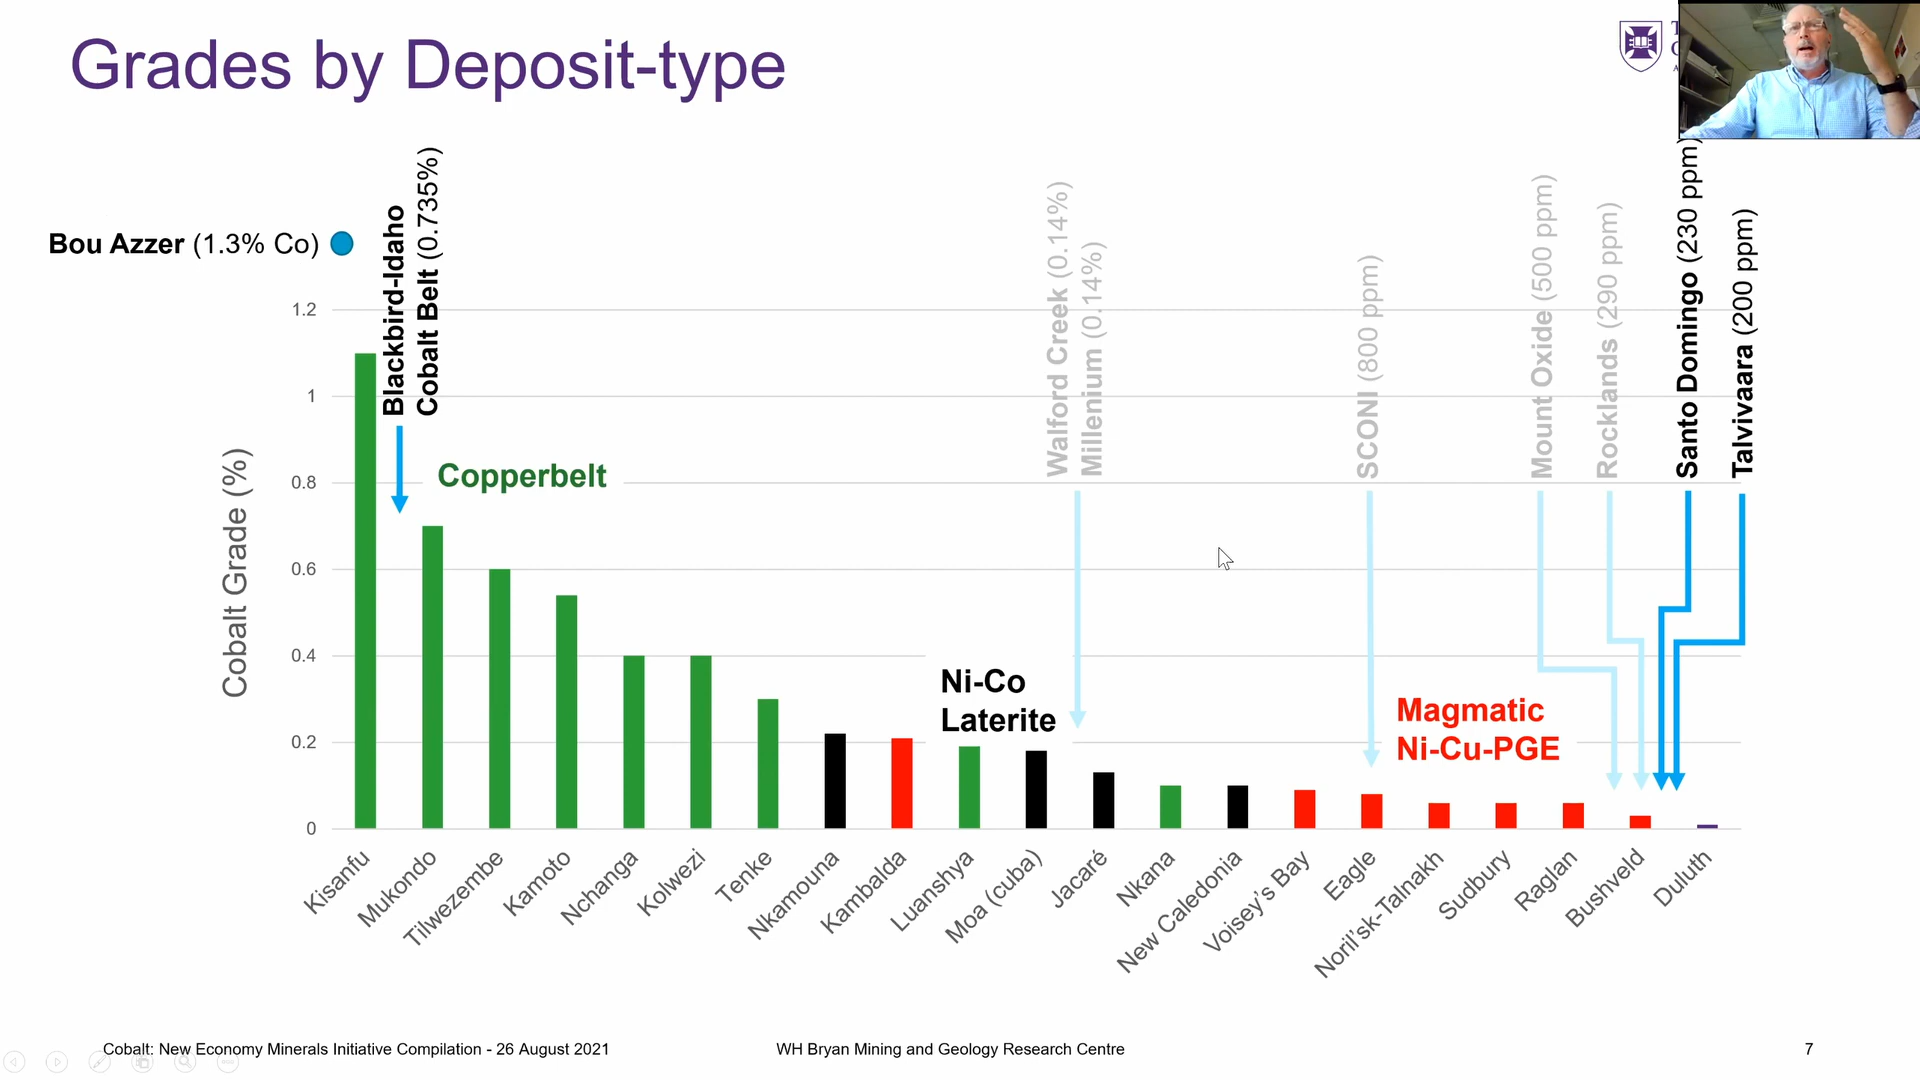 Grades by Deposit-type
Bou Azzer (1.3% Co)
Blackbird-Idaho
Cobalt Belt (0.735%)
Walford Creek (0.14%)
Millenium (0.14%)
SCONI (800 ppm)
Mount Oxide (500 ppm)
Rocklands (290 ppm)
Santo Domingo (230 ppm)
Talvivaara (200 ppm)
Copperbelt
Ni-Co
Laterite
Magmatic
Ni-Cu-PGE
Cobalt Grade (%)
1.2
1
0.8
0.6
0.4
0.2
0
Kisanfu
Mukondo
Tilwezembe
Kamoto
Nchanga
Kolwezi
Tenke
Nkamouna
Kambalda
Luanshya
Moa (cuba)
Jacaré
Nkana
New Caledonia
Voisey's Bay
Eagle
Noril'sk-Talnakh
Sudbury
Raglan
Bushveld
Duluth
Cobalt: New Economy Minerals Initiative Compilation - 26 August 2021
WH Bryan Mining and Geology Research Centre
7